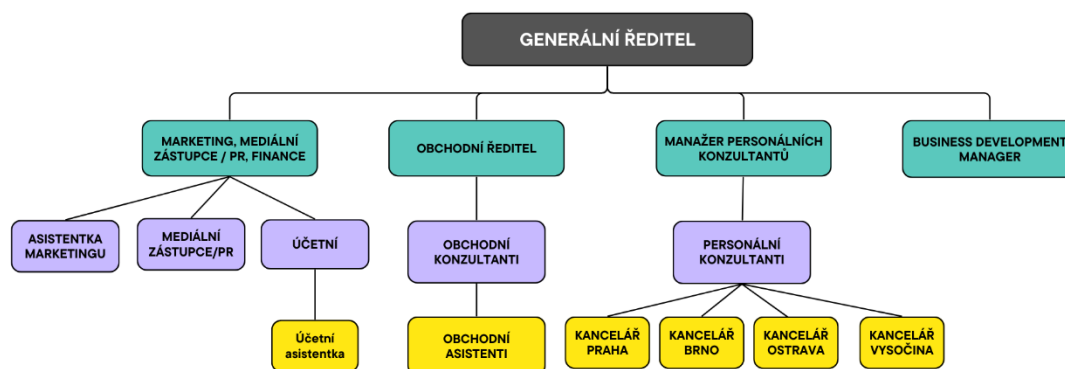 GENERÁLNÍ ŘEDITEL
MARKETING, MEDIÁLNÍ
ZÁSTUPCE / PR, FINANCE
OBCHODNÍ ŘEDITEL
MANAŽER PERSONÁLNÍCH
KONZULTANTŮ
BUSINESS DEVELOPMENT
MANAGER
ASISTENTKA
MARKETINGU
MEDIÁLNÍ
ZÁSTUPCE/PR
ÚČETNÍ
OBCHODNÍ
KONZULTANTI
PERSONÁLNÍ
KONZULTANTI
Účetní
asistentka
OBCHODNÍ
ASISTENTI
KANCELÁŘ
PRAHA
KANCELÁŘ
BRNO
KANCELÁŘ
OSTRAVA
KANCELÁŘ
VYSOČINA